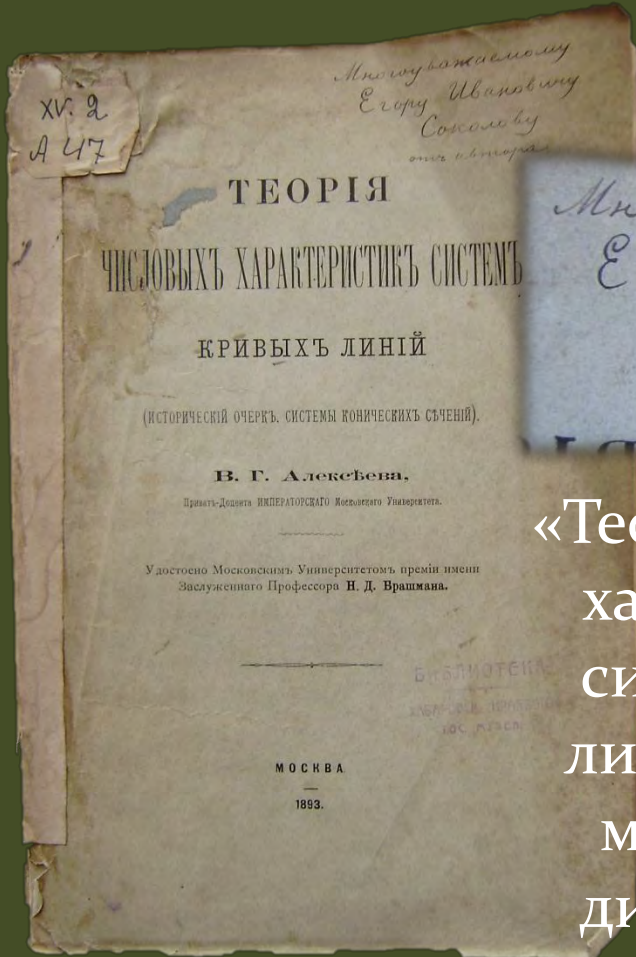 XV. 2
А 47
Многоуважаемому
Егору Ивановичу
Соколову
отъ автора
ТЕОРІЯ
ЧИСЛОВЫХЪ ХАРАКТЕРИСТИКЪ СИСТЕМЪ
КРИВЫХЪ ЛИНІЙ
(ИСТОРИЧЕСКІЙ ОЧЕРКЪ. СИСТЕМЫ КОНИЧЕСКИХЪ СѢЧЕНІЙ).
В. Г. Алексѣева,
Приватъ-Доцента ИМПЕРАТОРСКАГО Московскаго Университета.
Удостоено Московскимъ Университетомъ преміи имени
Заслуженнаго Профессора Н. Д. Брашмана.
БИБЛИОТЕКА
МОСКВА
1893.
Мн
Е
«Тео
ха
си
ли
м
ди